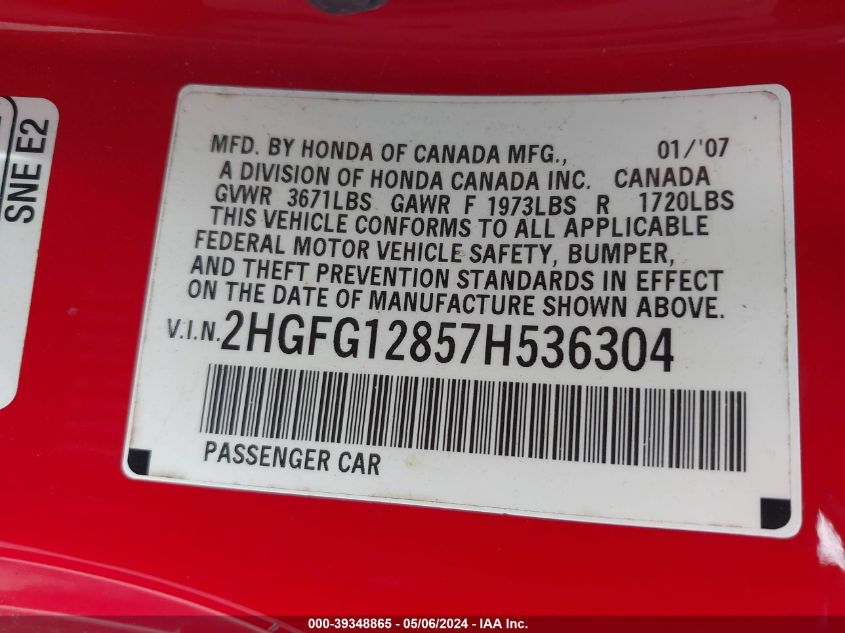 SNE E2
MFD. BY HONDA OF CANADA MFG., 01/'07
A DIVISION OF HONDA CANADA INC. CANADA
GVWR 3671LBS GAWR F 1973LBS R 1720LBS
THIS VEHICLE CONFORMS TO ALL APPLICABLE
FEDERAL MOTOR VEHICLE SAFETY, BUMPER,
AND THEFT PREVENTION STANDARDS IN EFFECT
ON THE DATE OF MANUFACTURE SHOWN ABOVE.
V.I.N. 2HGFG12857H536304
PASSENGER CAR
000-39348865 - 05/06/2024 - IAA Inc.